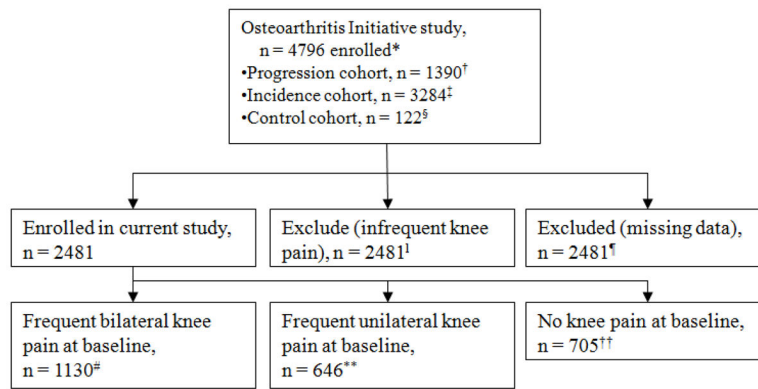 Osteoarthritis Initiative study,
n = 4796 enrolled*
•Progression cohort, n = 1390†
•Incidence cohort, n = 3284‡
•Control cohort, n = 122§
Enrolled in current study,
n = 2481
Exclude (infrequent knee
pain), n = 2481¹
Excluded (missing data),
n = 2481¶
Frequent bilateral knee
pain at baseline,
n = 1130#
Frequent unilateral knee
pain at baseline,
n = 646**
No knee pain at baseline,
n = 705††